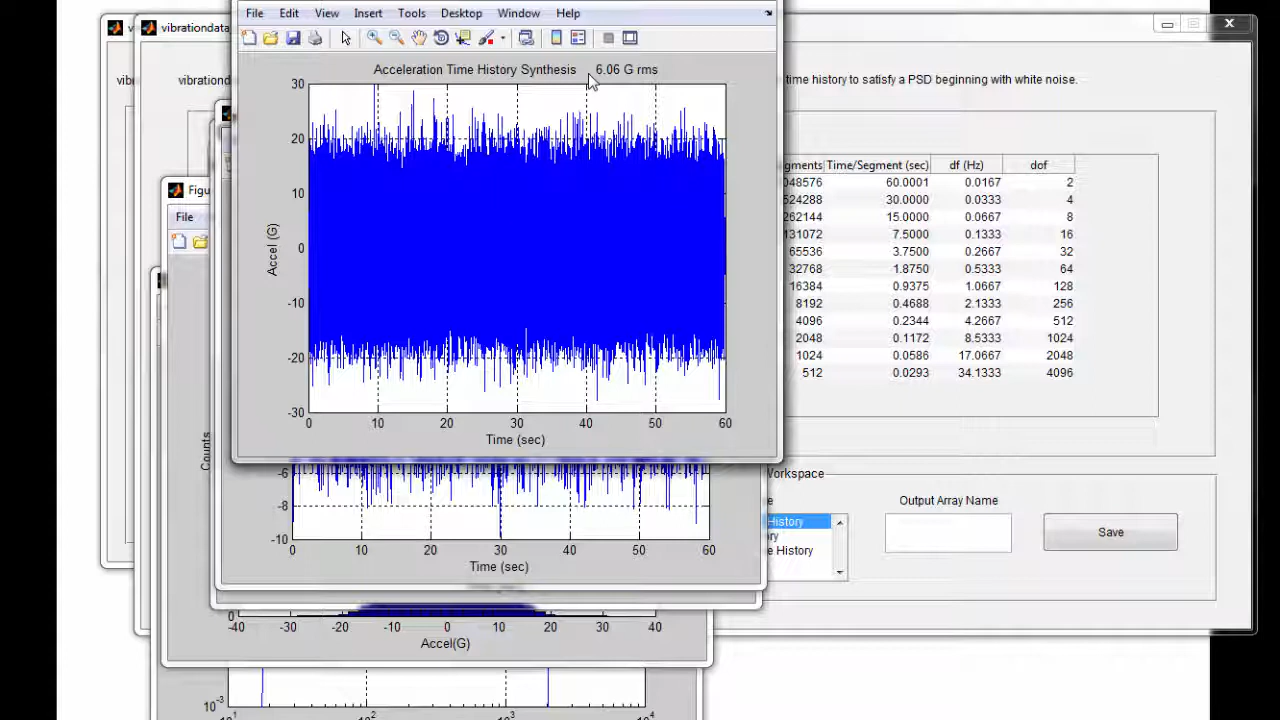 File Edit View Insert Tools Desktop Window Help
vibrationdata
time history to satisfy a PSD beginning with white noise.
Acceleration Time History Synthesis 6.06 G rms
30
20
10
0
-10
-20
-30
Accel (G)
0 10 20 30 40 50 60
Time (sec)
Time/Segment (sec) df (Hz) dof
60.0001 0.0167 2
524288 30.0000 0.0333 4
262144 15.0000 0.0667 8
131072 7.5000 0.1333 16
65536 3.7500 0.2667 32
32768 1.8750 0.5333 64
16384 0.9375 1.0667 128
8192 0.4688 2.1333 256
4096 0.2344 4.2667 512
2048 0.1172 8.5333 1024
1024 0.0586 17.0667 2048
512 0.0293 34.1333 4096
File
Counts
-6
-8
-10
0 10 20 30 40 50 60
Time (sec)
Workspace
Output Array Name
History
History
Save
0
-40 -30 -20 -10 0 10 20 30 40
Accel(G)
10-3
101 102 103 104